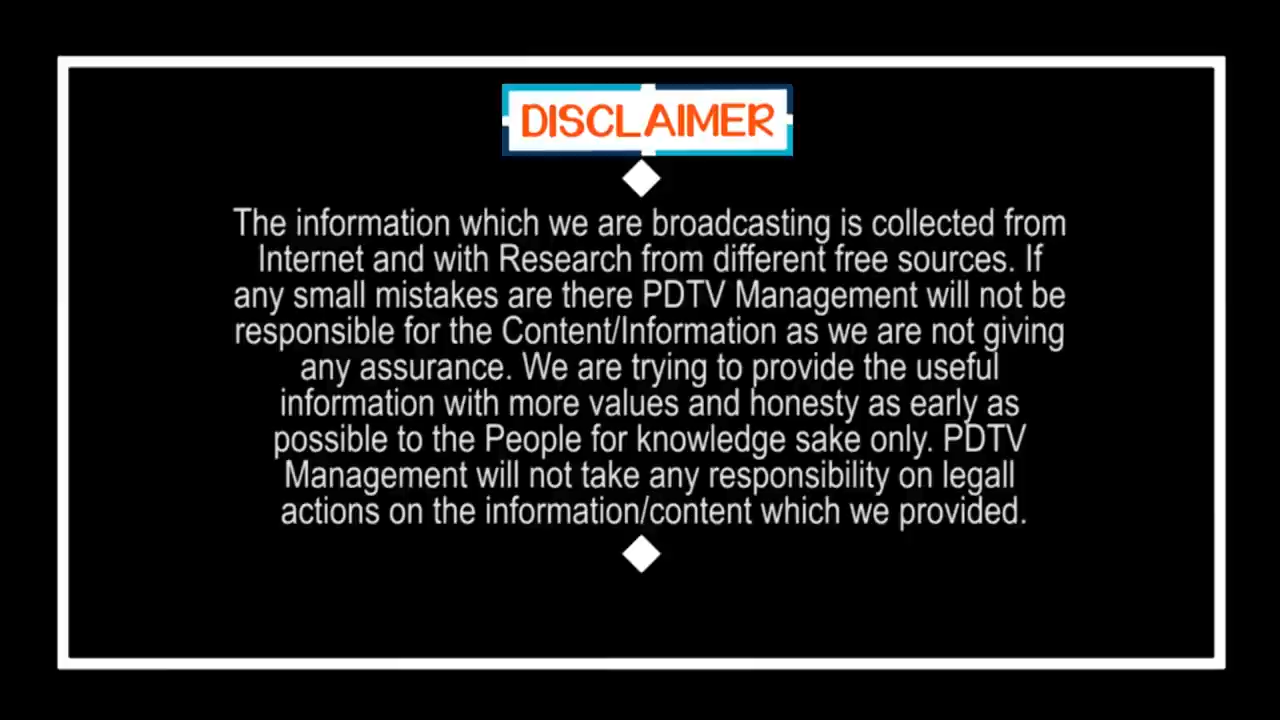 DISCLAIMER
The information which we are broadcasting is collected from
Internet and with Research from different free sources. If
any small mistakes are there PDTV Management will not be
responsible for the Content/Information as we are not giving
any assurance. We are trying to provide the useful
information with more values and honesty as early as
possible to the People for knowledge sake only. PDTV
Management will not take any responsibility on legall
actions on the information/content which we provided.